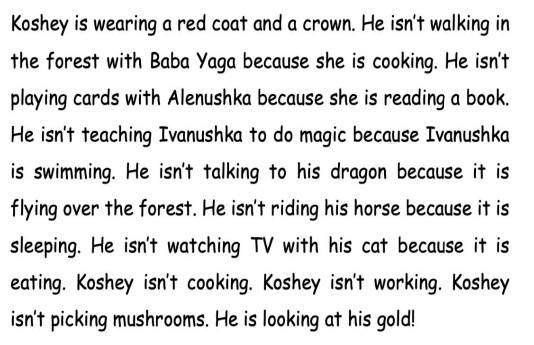 Koshey is wearing a red coat and a crown. He isn't walking in
the forest with Baba Yaga because she is cooking. He isn't
playing cards with Alenushka because she is reading a book.
He isn't teaching Ivanushka to do magic because Ivanushka
is swimming. He isn't talking to his dragon because it is
flying over the forest. He isn't riding his horse because it is
sleeping. He isn't watching TV with his cat because it is
eating. Koshey isn't cooking. Koshey isn't working. Koshey
isn't picking mushrooms. He is looking at his gold!